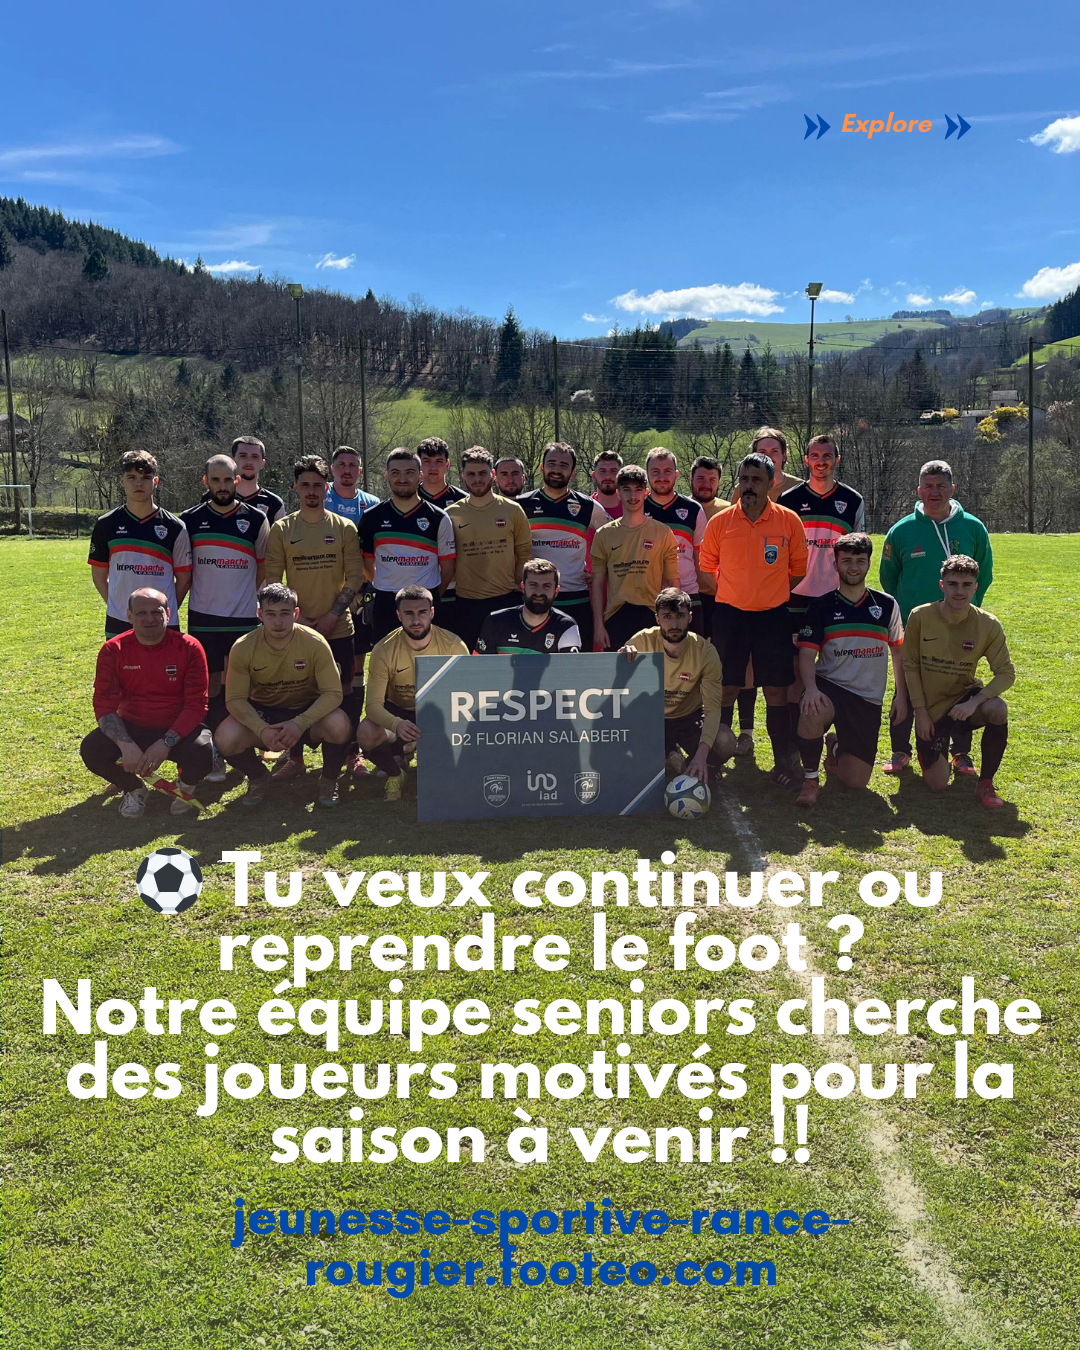 Explore
InterMarché
RESPECT
D2 FLORIAN SALABERT
iad
⚽ Tu veux continuer ou
reprendre le foot ?
Notre équipe seniors cherche
des joueurs motivés pour la
saison à venir !!
jeunesse-sportive-rance-
rougier.footeo.com